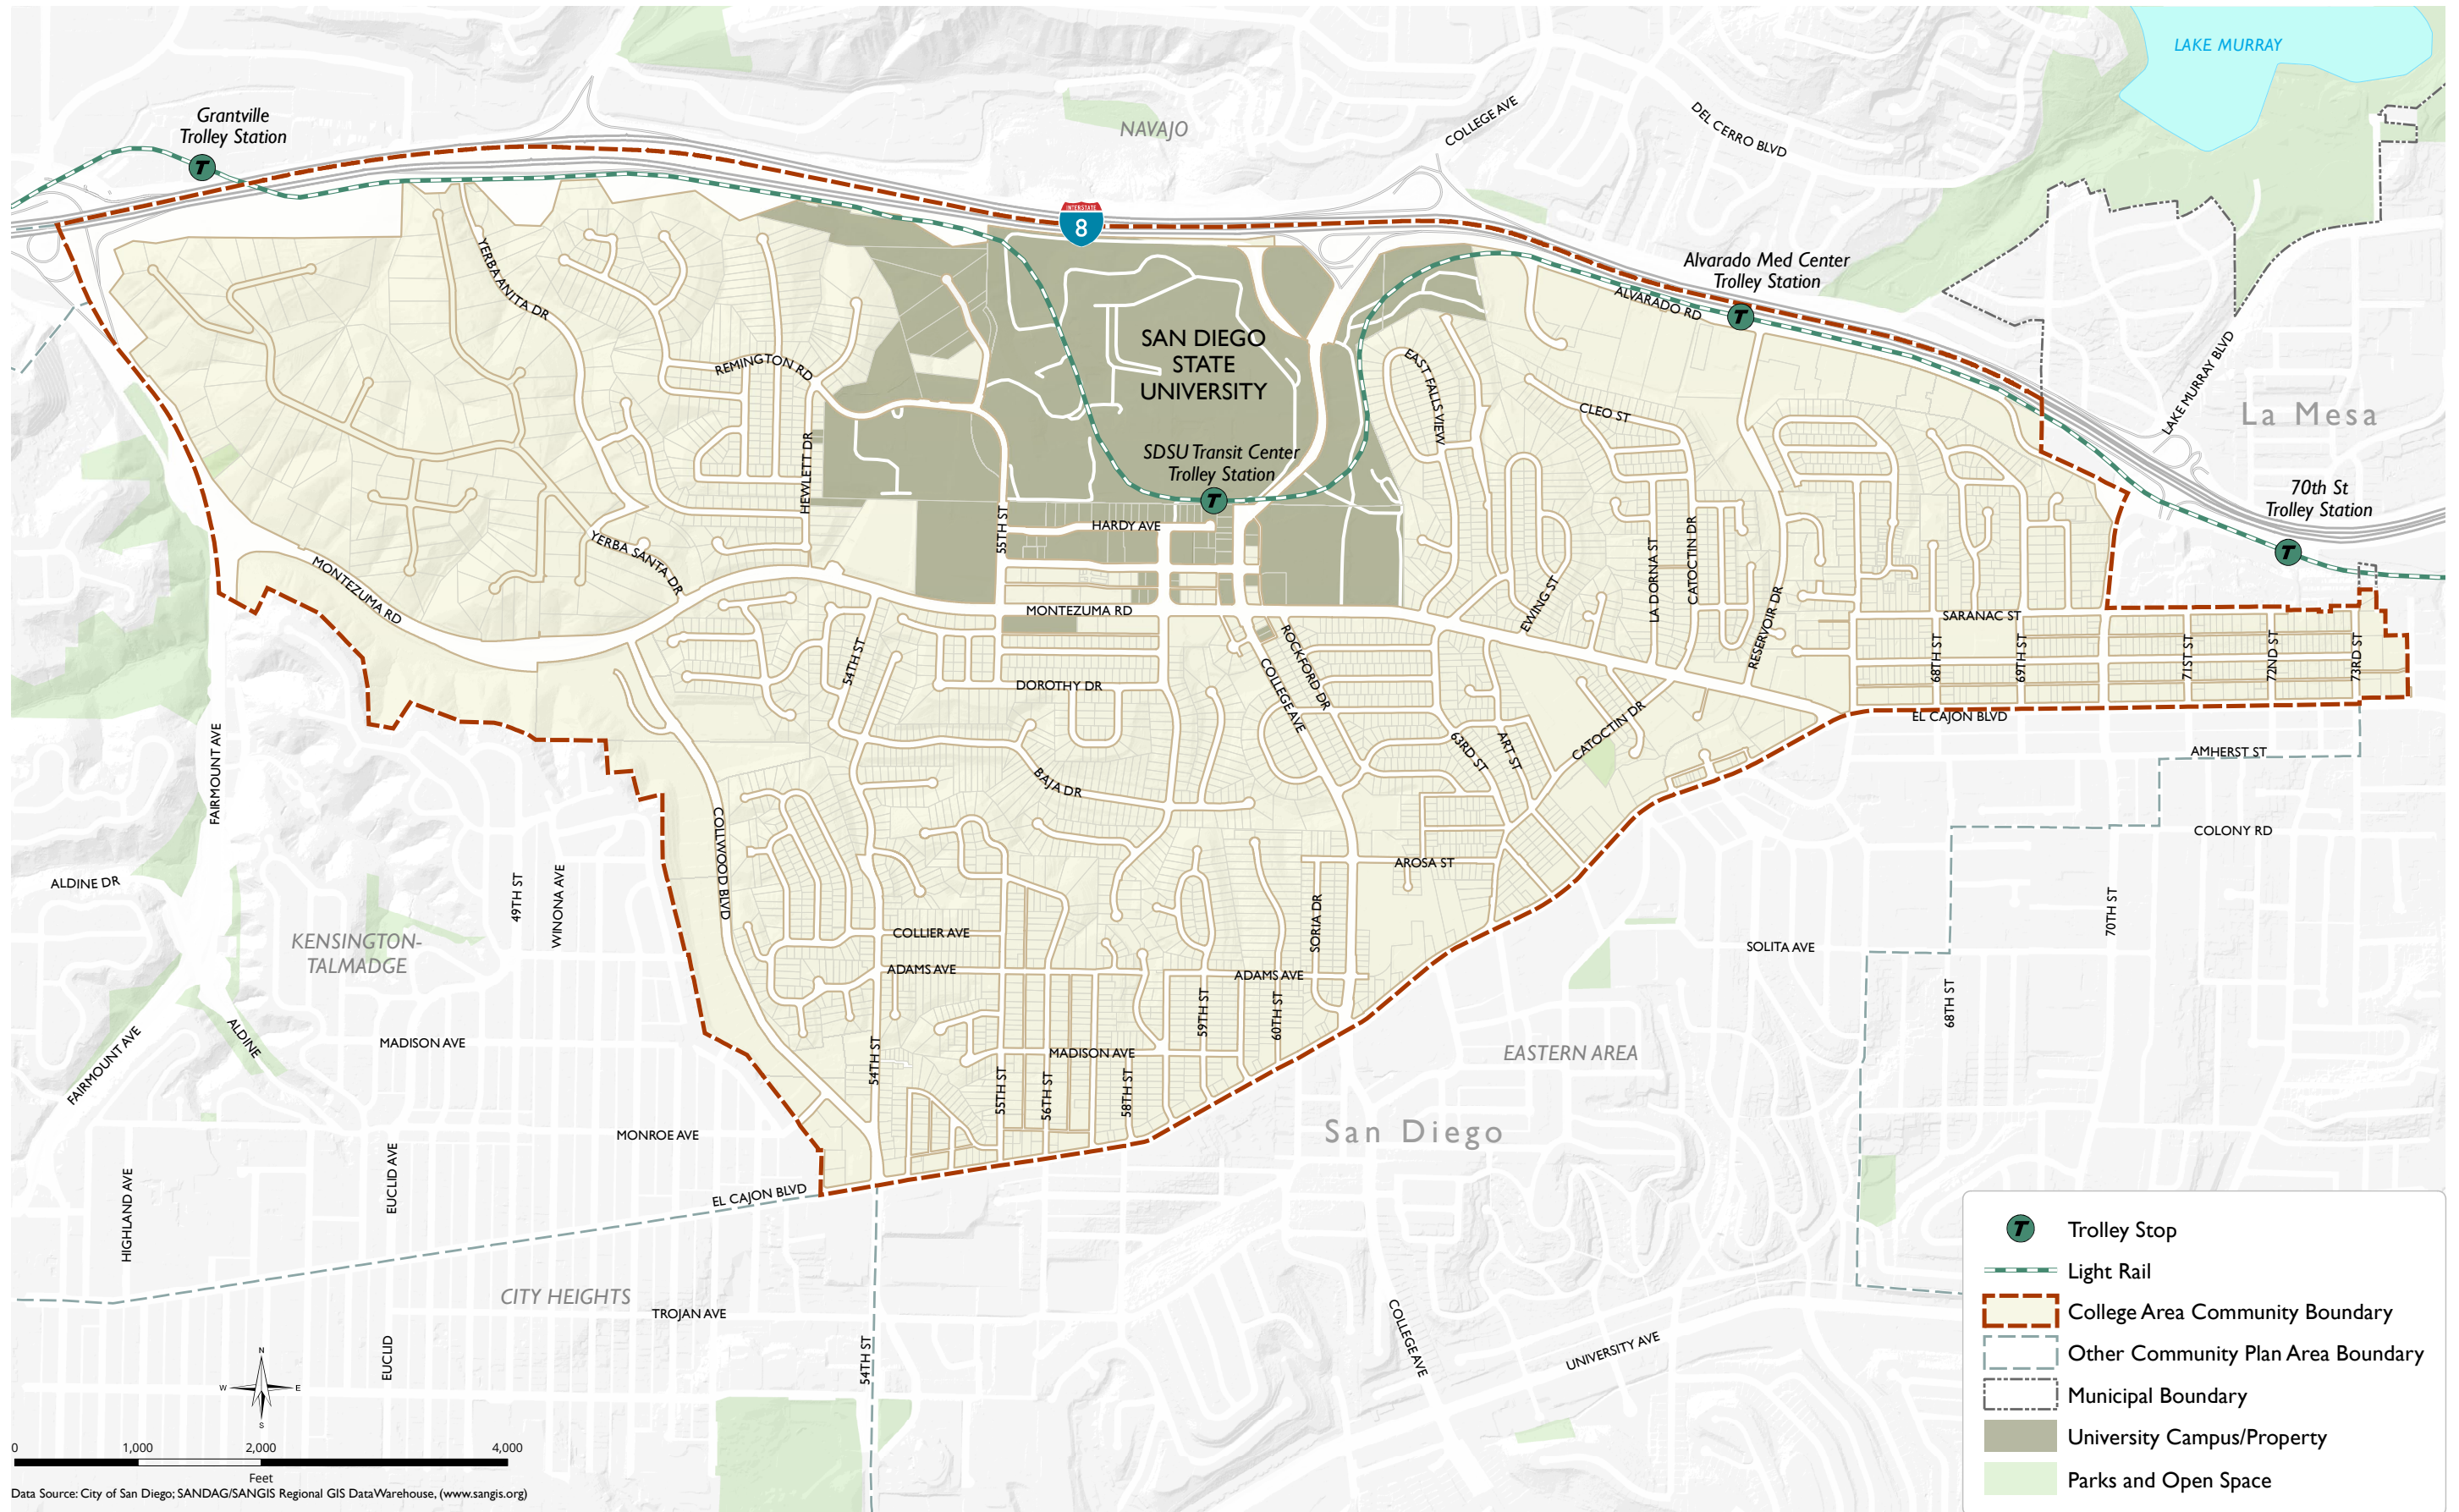 LAKE MURRAY
Grantville
Trolley Station
NAVAJO
COLLEGE AVE
DEL CERRO BLVD
INTERSTATE
8
Alvarado Med Center
Trolley Station
ALVARADO RD
YERBA ANITA DR
REMINGTON RD
SAN DIEGO
STATE
UNIVERSITY
EAST FALLS VIEW
CLEO ST
LAKE MURRAY BLVD
La Mesa
HEWLETT DR
SDSU Transit Center
Trolley Station
70th St
Trolley Station
55TH ST
HARDY AVE
YERBA SANTA DR
MONTEZUMA RD
MONTEZUMA RD
EWING ST
LA DORNA ST
CATOCTIN DR
RESERVOIR DR
SARANAC ST
54TH ST
DOROTHY DR
COLLEGE AVE
ROCKFORD DR
68TH ST
69TH ST
71ST ST
72ND ST
73RD ST
EL CAJON BLVD
FAIRMOUNT AVE
63RD ST
ART ST
CATOCTIN DR
AMHERST ST
BAJA DR
COLLWOOD BLVD
COLONY RD
AROSA ST
ALDINE DR
49TH ST
WINONA AVE
SORIA DR
70TH ST
KENSINGTON-
TALMADGE
COLLIER AVE
SOLITA AVE
ADAMS AVE
ADAMS AVE
59TH ST
60TH ST
68TH ST
FAIRMOUNT AVE
ALDINE
MADISON AVE
54TH ST
MADISON AVE
EASTERN AREA
55TH ST
56TH ST
58TH ST
MONROE AVE
San Diego
HIGHLAND AVE
EUCLID AVE
EL CAJON BLVD
CITY HEIGHTS
TROJAN AVE
EUCLID
54TH ST
COLLEGE AVE
UNIVERSITY AVE
N
W
E
S
0
1,000
2,000
4,000
Feet
Data Source: City of San Diego; SANDAG/SANGIS Regional GIS DataWarehouse, (www.sangis.org)
T
T
T
T
T
Trolley Stop
Light Rail
College Area Community Boundary
Other Community Plan Area Boundary
Municipal Boundary
University Campus/Property
Parks and Open Space